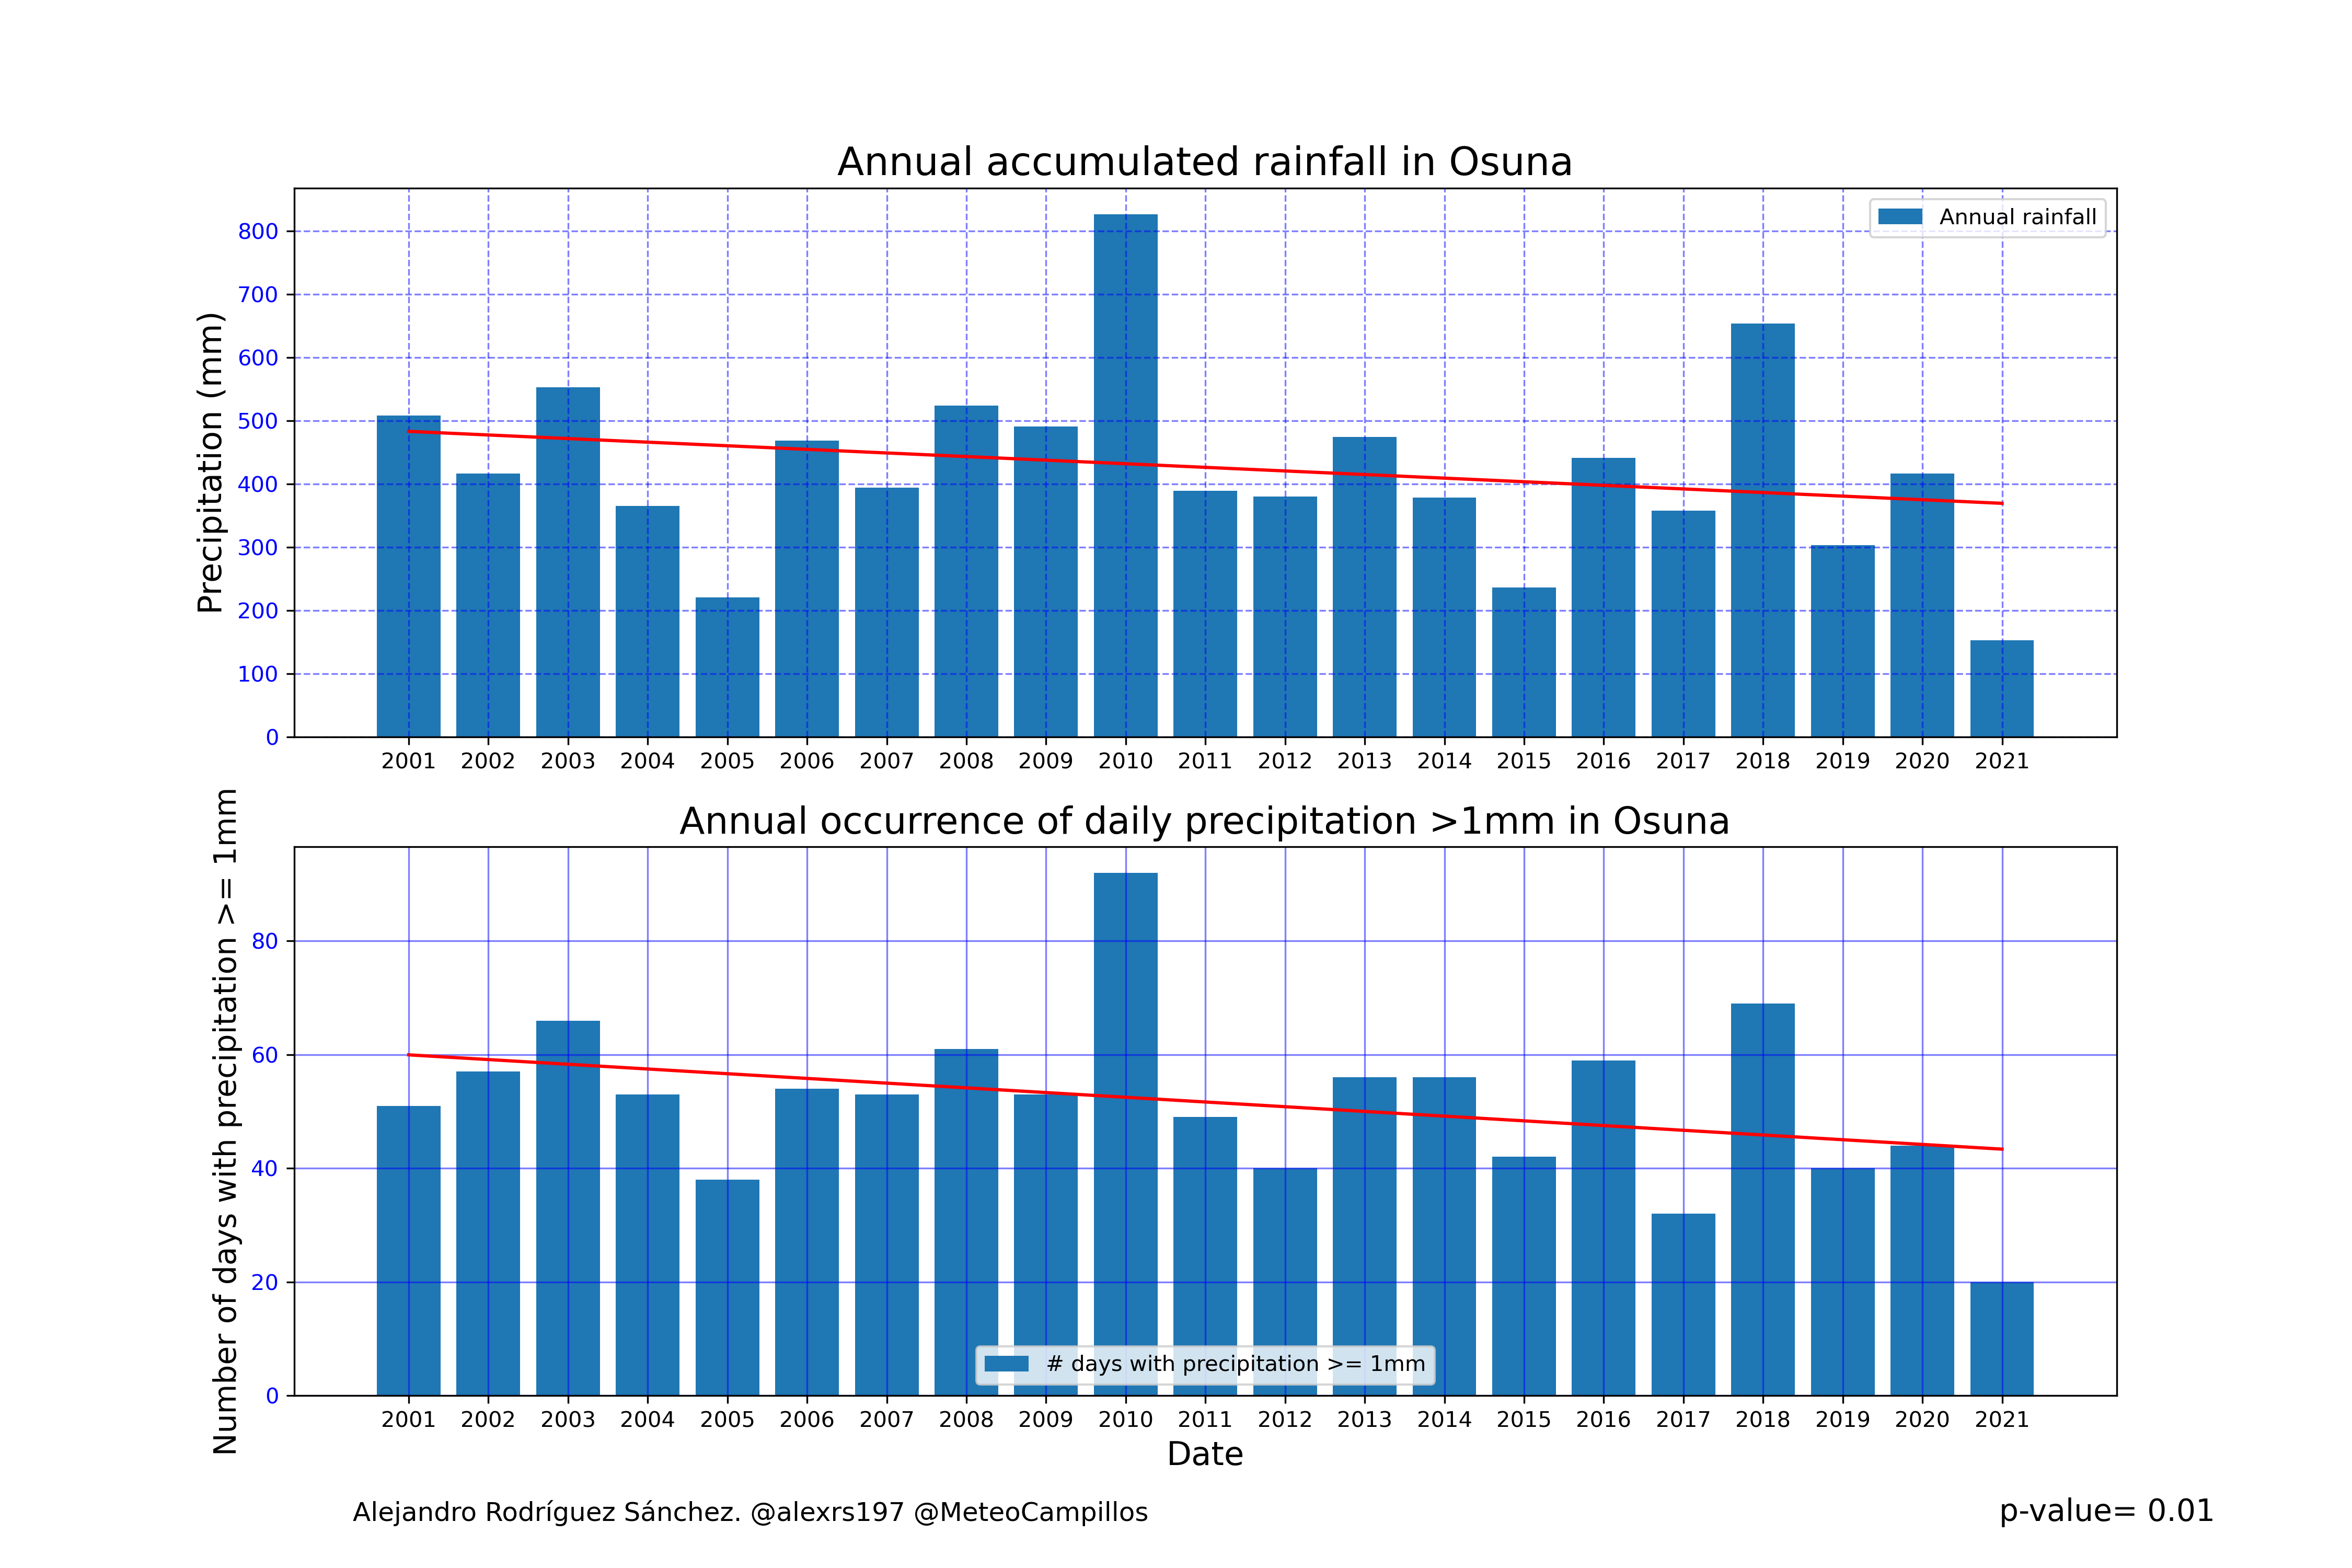 Annual accumulated rainfall in Osuna
Annual rainfall
Precipitation (mm)
800
700
600
500
400
300
200
100
0
2001 2002 2003 2004 2005 2006 2007 2008 2009 2010 2011 2012 2013 2014 2015 2016 2017 2018 2019 2020 2021
Annual occurrence of daily precipitation >1mm in Osuna
Number of days with precipitation >= 1mm
80
60
40
20
0
# days with precipitation >= 1mm
2001 2002 2003 2004 2005 2006 2007 2008 2009 2010 2011 2012 2013 2014 2015 2016 2017 2018 2019 2020 2021
Date
Alejandro Rodríguez Sánchez. @alexrs197 @MeteoCampillos
p-value= 0.01